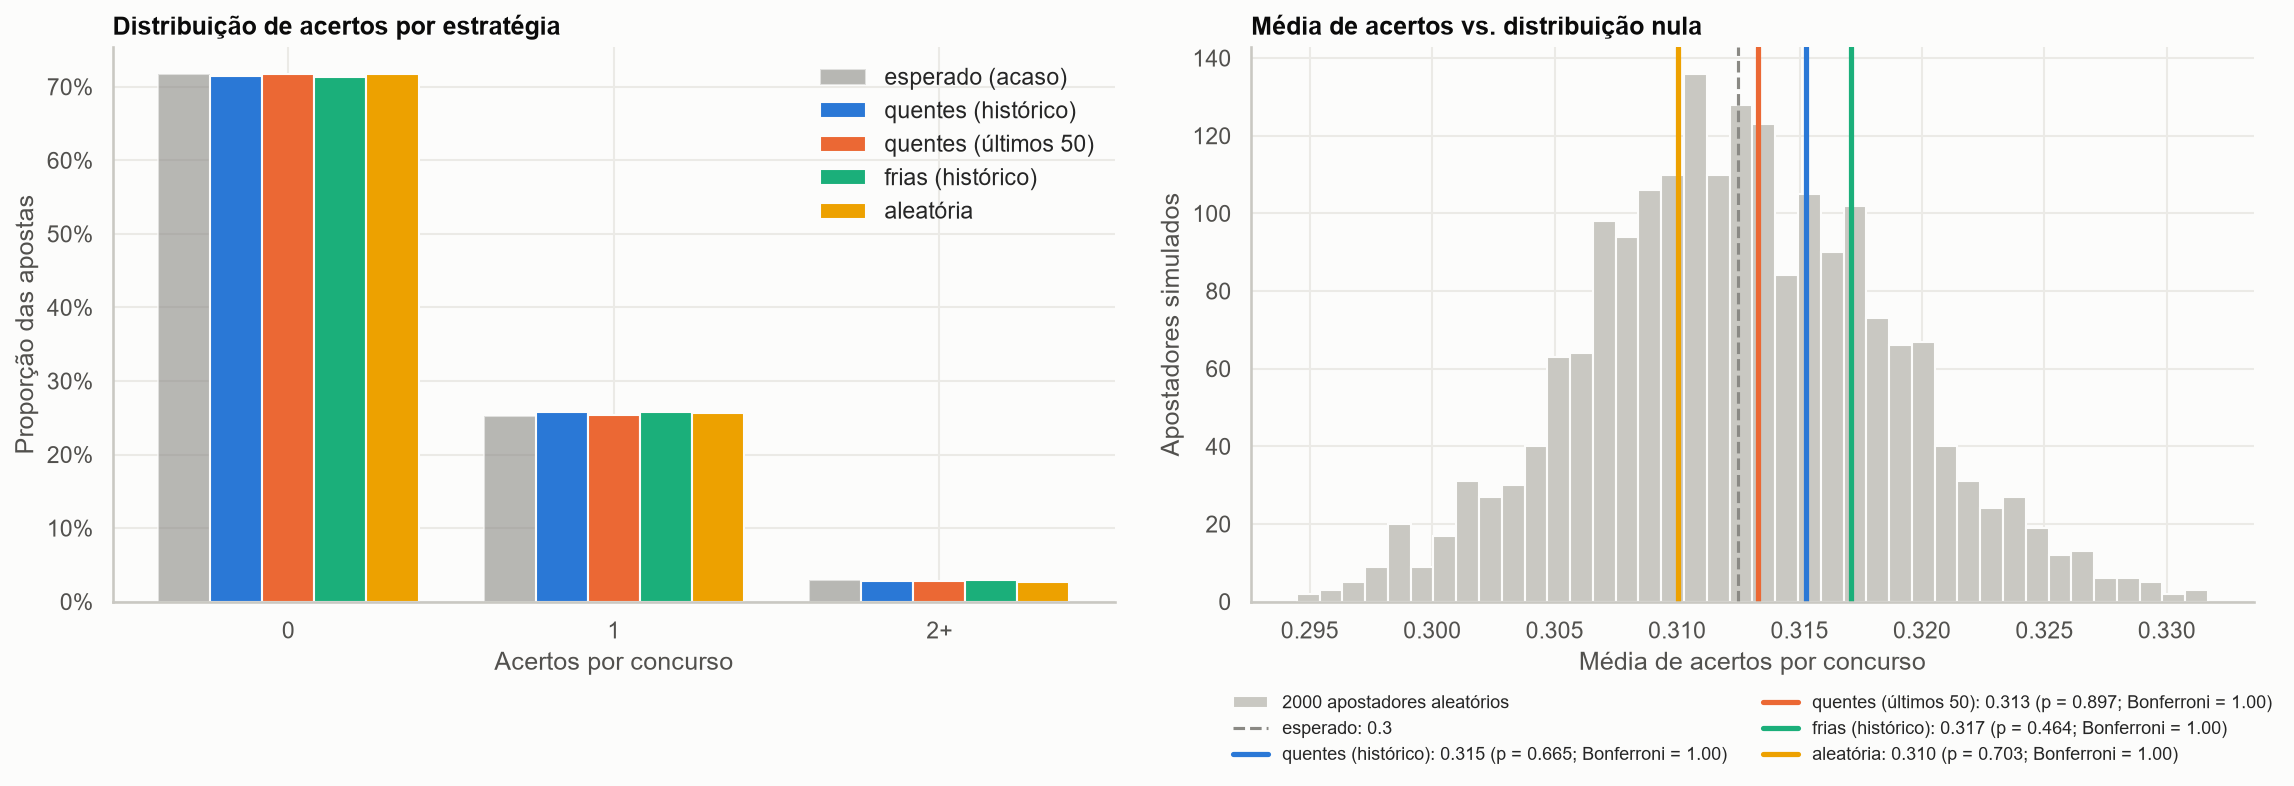 Distribuição de acertos por estratégia
Proporção das apostas
70%
60%
50%
40%
30%
20%
10%
0%
esperado (acaso)
quentes (histórico)
quentes (últimos 50)
frias (histórico)
aleatória
0
1
2+
Acertos por concurso
Média de acertos vs. distribuição nula
Apostadores simulados
140
120
100
80
60
40
20
0
0.295
0.300
0.305
0.310
0.315
0.320
0.325
0.330
Média de acertos por concurso
2000 apostadores aleatórios
esperado: 0.3
quentes (histórico): 0.315 (p = 0.665; Bonferroni = 1.00)
quentes (últimos 50): 0.313 (p = 0.897; Bonferroni = 1.00)
frias (histórico): 0.317 (p = 0.464; Bonferroni = 1.00)
aleatória: 0.310 (p = 0.703; Bonferroni = 1.00)